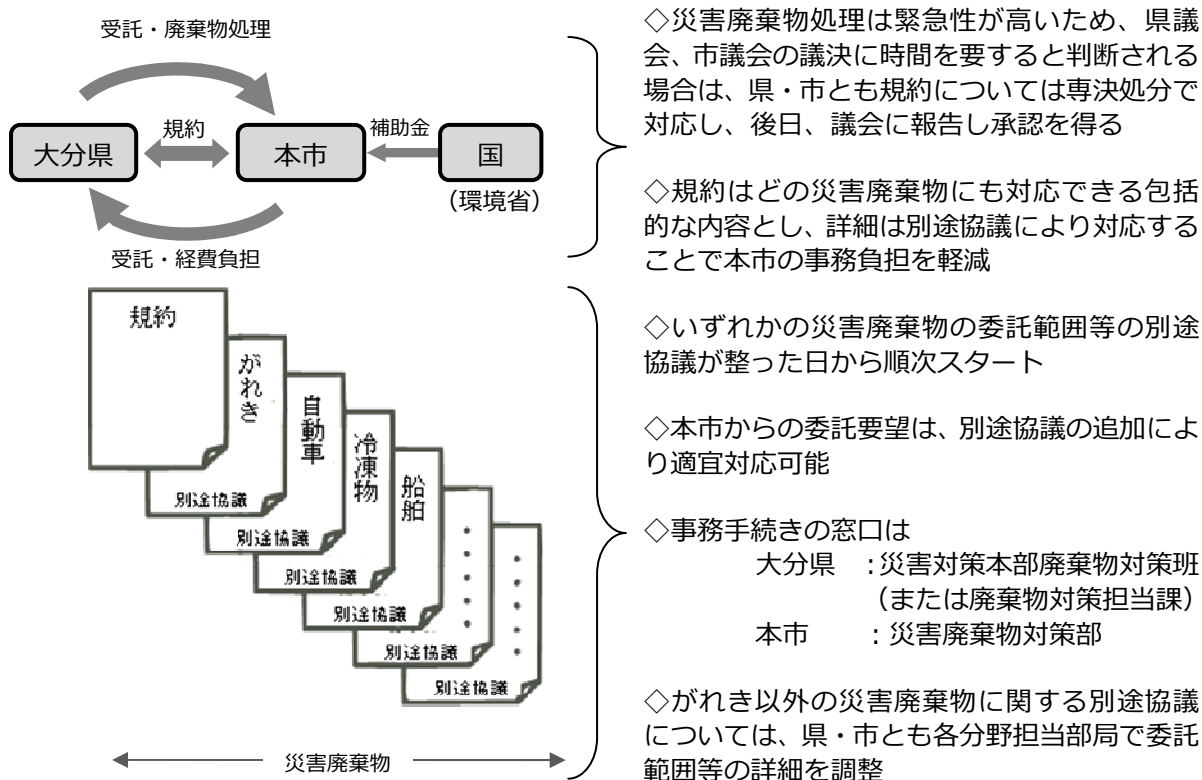 受託・廃棄物処理
大分県
規約
本市
補助金
国
(環境省)
受託・経費負担
規約
がれき
別途協議
自動車
別途協議
冷凍物
別途協議
船舶
別途協議
別途協議
別途協議
災害廃棄物
◇災害廃棄物処理は緊急性が高いため、県議
会、市議会の議決に時間を要すると判断される
場合は、県・市とも規約については専決処分で
対応し、後日、議会に報告し承認を得る
◇規約はどの災害廃棄物にも対応できる包括
的な内容とし、詳細は別途協議により対応する
ことで本市の事務負担を軽減
◇いずれかの災害廃棄物の委託範囲等の別途
協議が整った日から順次スタート
◇本市からの委託要望は、別途協議の追加によ
り適宜対応可能
◇事務手続きの窓口は
大分県 :災害対策本部廃棄物対策班
(または廃棄物対策担当課)
本市 :災害廃棄物対策部
◇がれき以外の災害廃棄物に関する別途協議
については、県・市とも各分野担当部局で委託
範囲等の詳細を調整